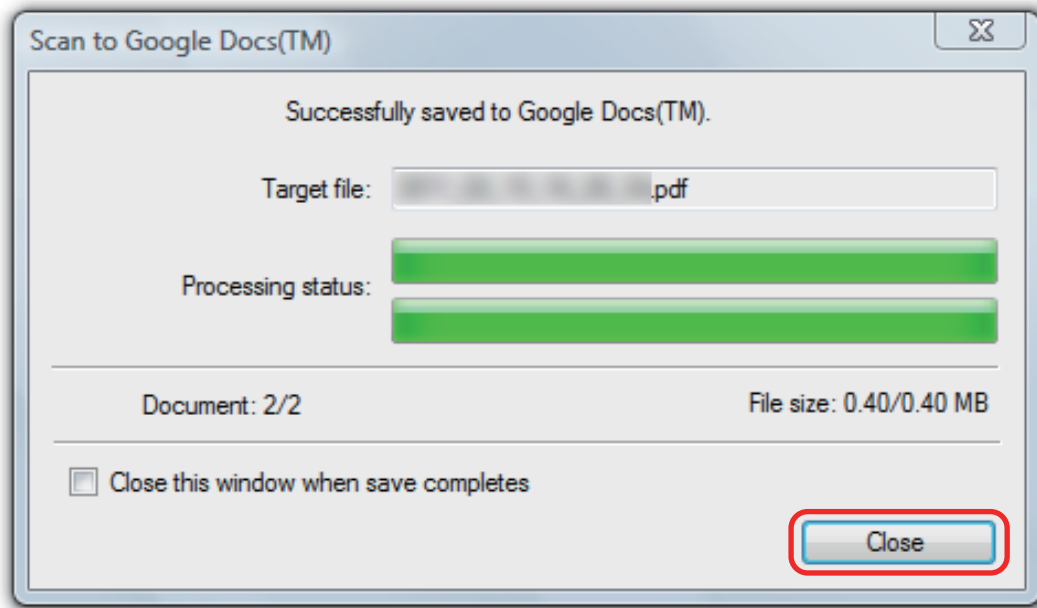 Scan to Google Docs(TM)
Successfully saved to Google Docs(TM).
Target file: .pdf
Processing status:
Document: 2/2 File size: 0.40/0.40 MB
Close this window when save completes
Close